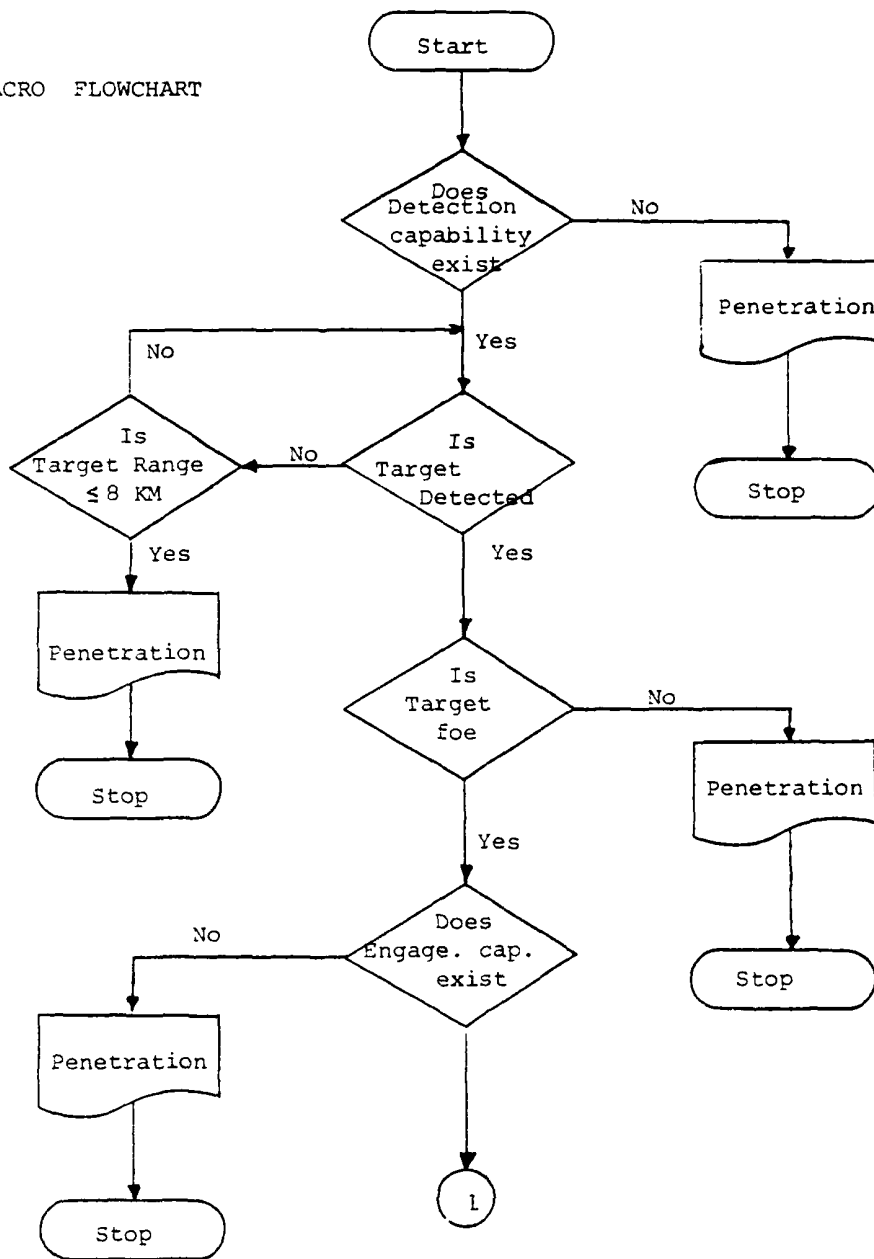 Start
ACRO FLOWCHART
Does
Detection
capability
exist
No
Penetration
Stop
Yes
No
Is
Target
Detected
No
Is
Target Range
≤ 8 KM
Yes
Penetration
Stop
Yes
Is
Target
foe
No
Penetration
Stop
Yes
Does
Engage. cap.
exist
No
Penetration
Stop
1